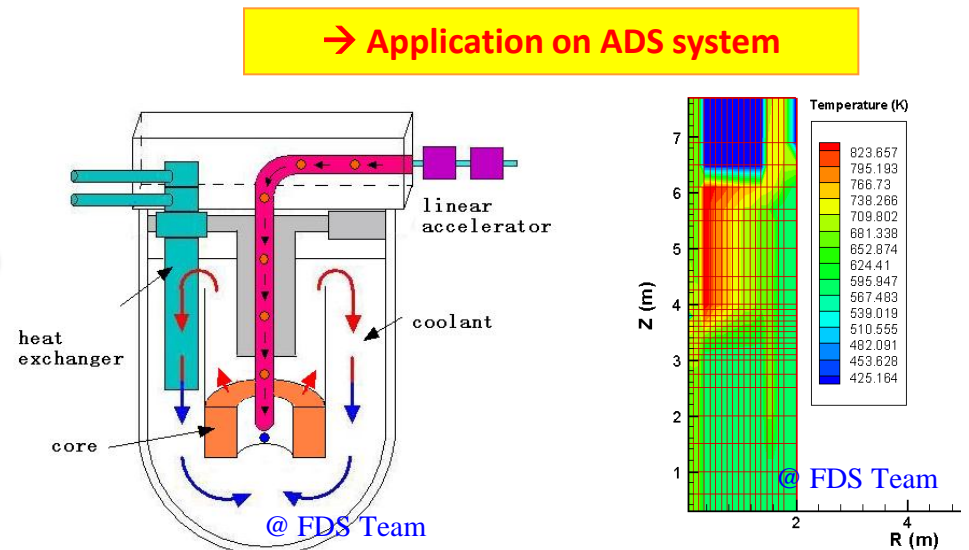 → Application on ADS system
linear
accelerator
heat
exchanger
coolant
core
@ FDS Team
Temperature (K)
823.657
795.193
766.73
738.266
709.802
681.338
652.874
624.41
595.947
567.483
539.019
510.555
482.091
453.628
425.164
7
6
5
4
3
2
1
Z (m)
@ FDS Team
2
4
R (m)